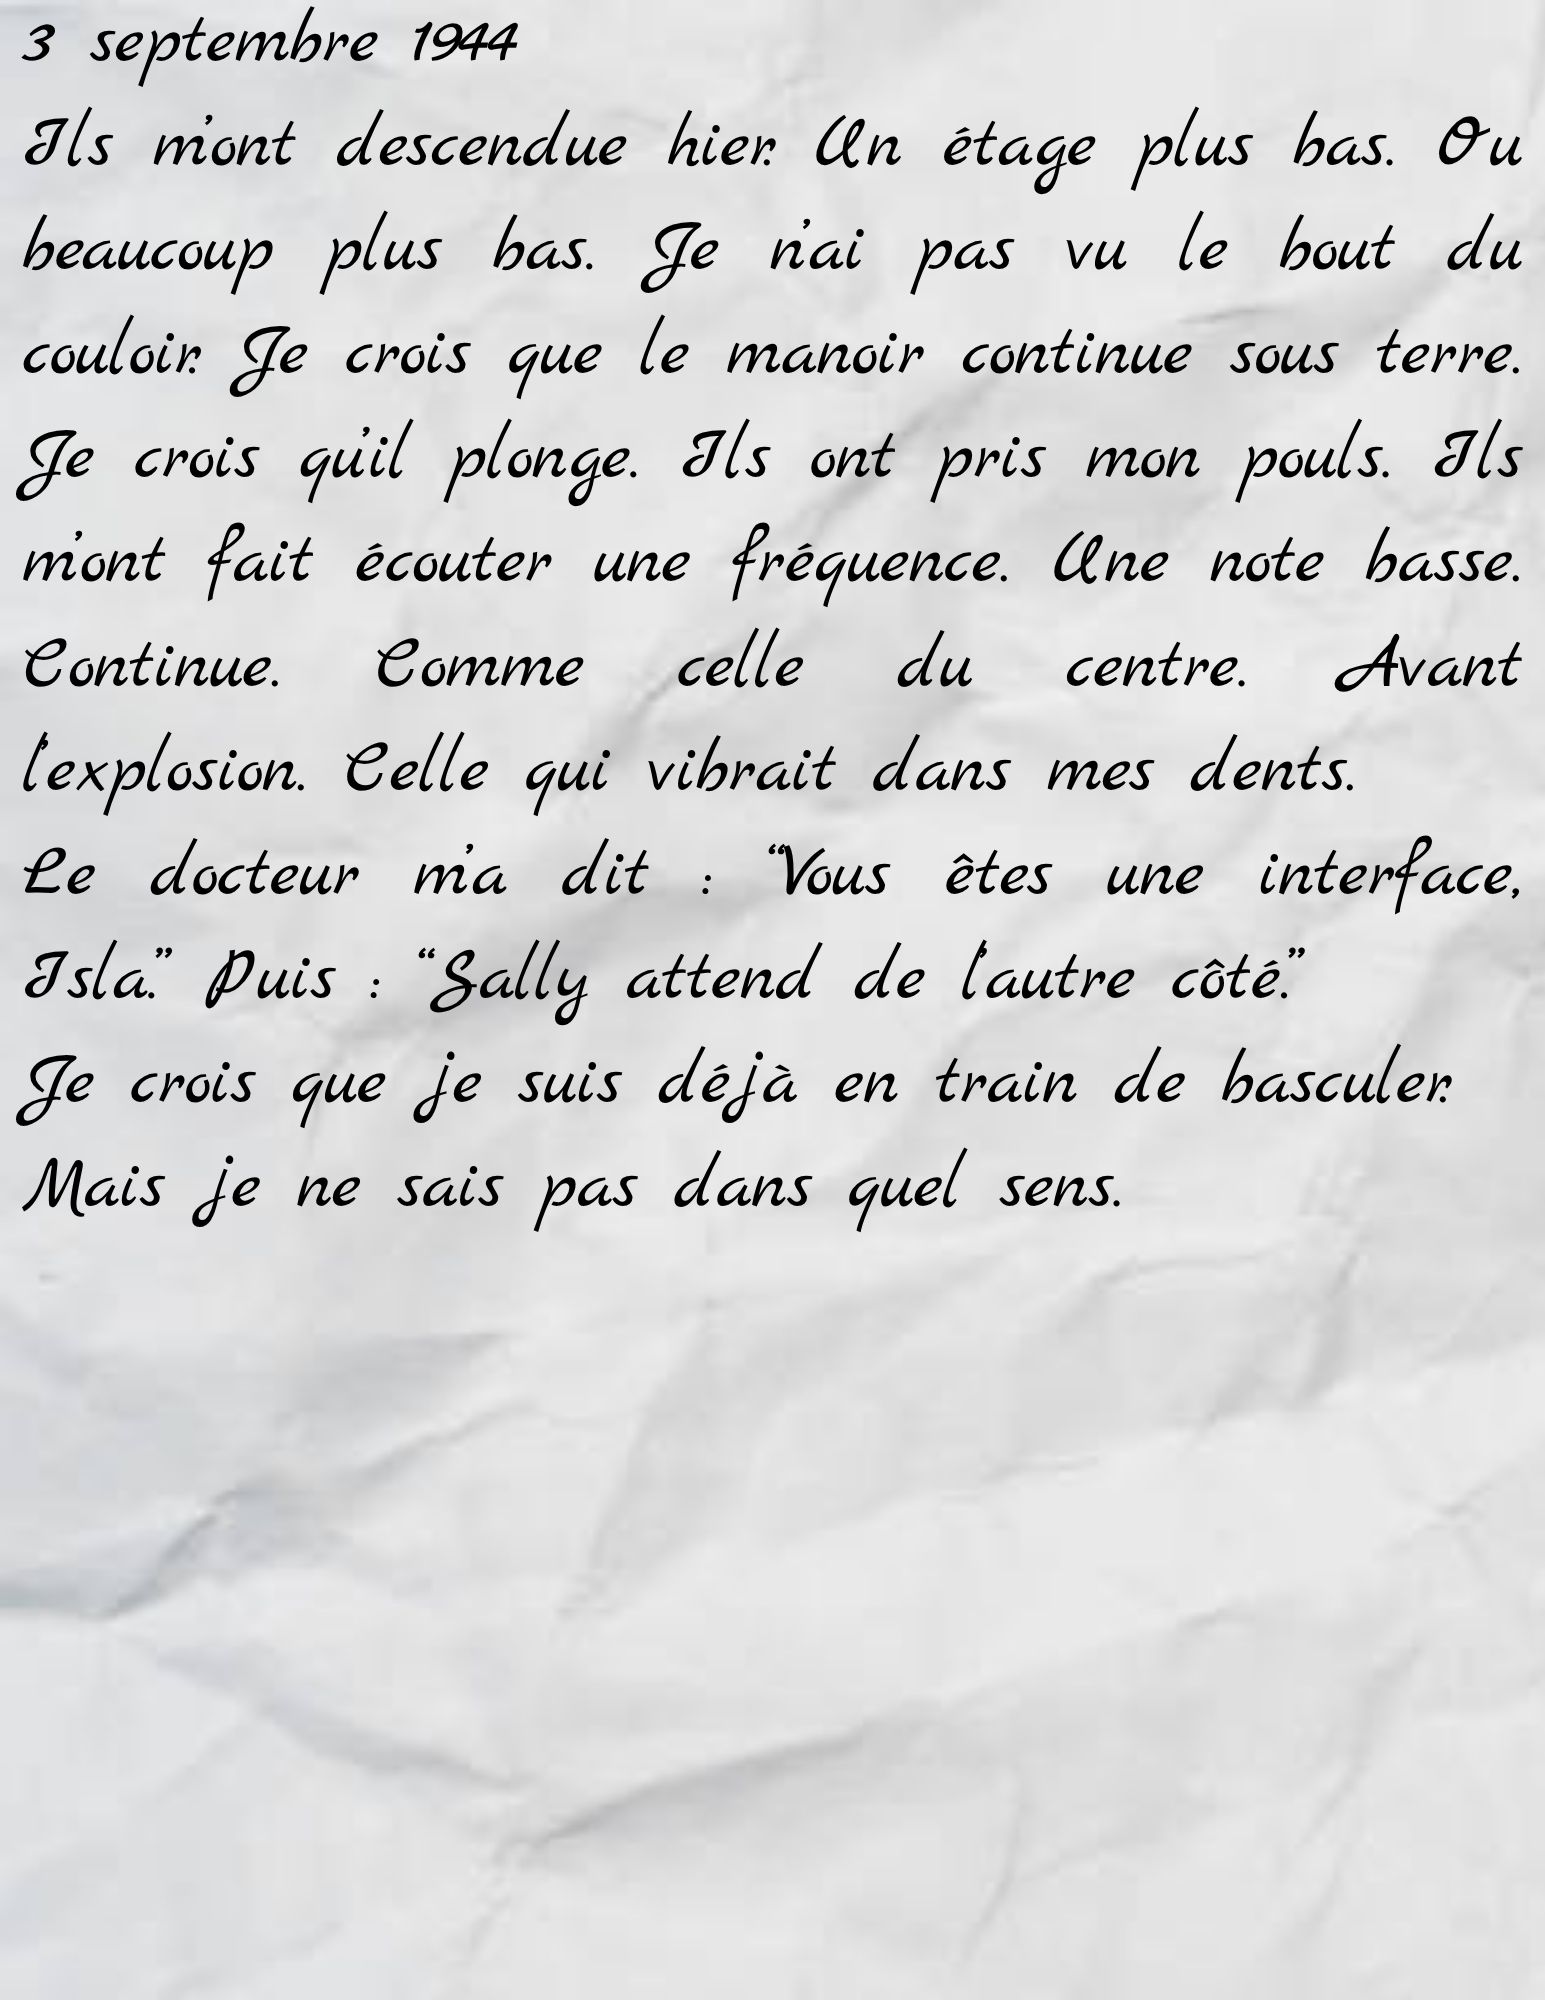 3 septembre 1944
Ils m'ont descendue hier. Un étage plus bas. Ou
beaucoup plus bas. Je n'ai pas vu le bout du
couloir. Je crois que le manoir continue sous terre.
Je crois qu'il plonge. Ils ont pris mon pouls. Ils
m'ont fait écouter une fréquence. Une note basse.
Continue. Comme celle du centre. Avant
l'explosion. Celle qui vibrait dans mes dents.
Le docteur m'a dit : “Vous êtes une interface,
Isla.” Puis : “Sally attend de l'autre côté.”
Je crois que je suis déjà en train de basculer.
Mais je ne sais pas dans quel sens.